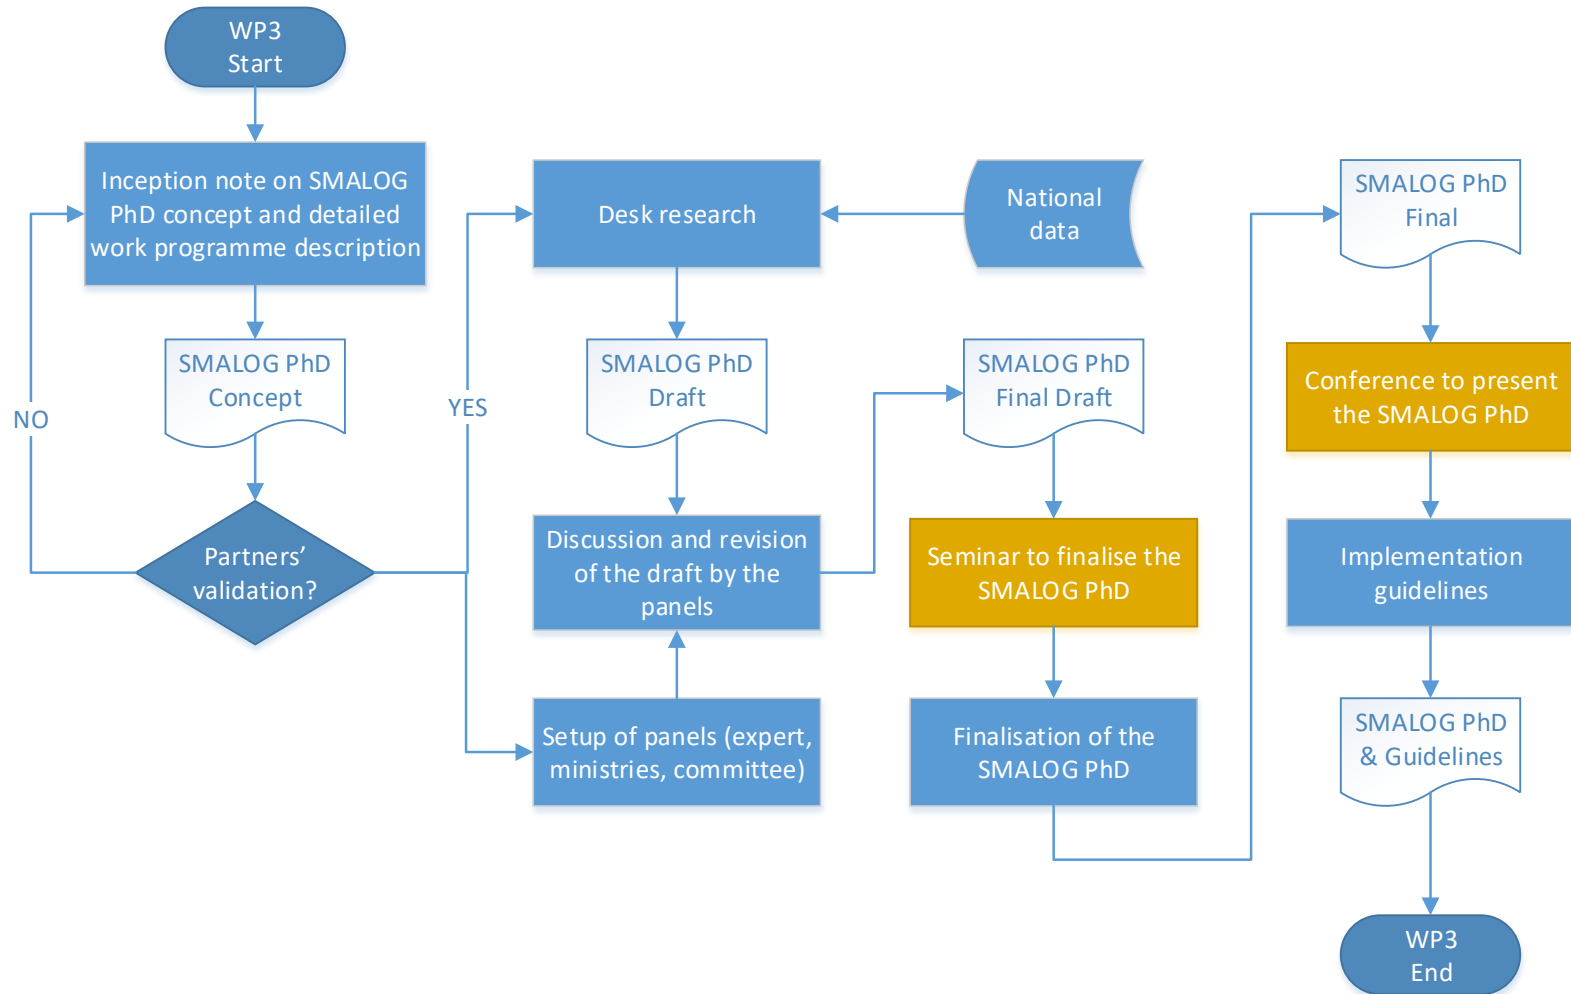 WP3
Start
Inception note on SMALOG
PhD concept and detailed
work programme description
SMALOG PhD
Concept
NO
Partners’
validation?
YES
Desk research
National
data
SMALOG PhD
Draft
Discussion and revision
of the draft by the
panels
Setup of panels (expert,
ministries, committee)
SMALOG PhD
Final Draft
Seminar to finalise the
SMALOG PhD
Finalisation of the
SMALOG PhD
SMALOG PhD
Final
Conference to present
the SMALOG PhD
Implementation
guidelines
SMALOG PhD
& Guidelines
WP3
End